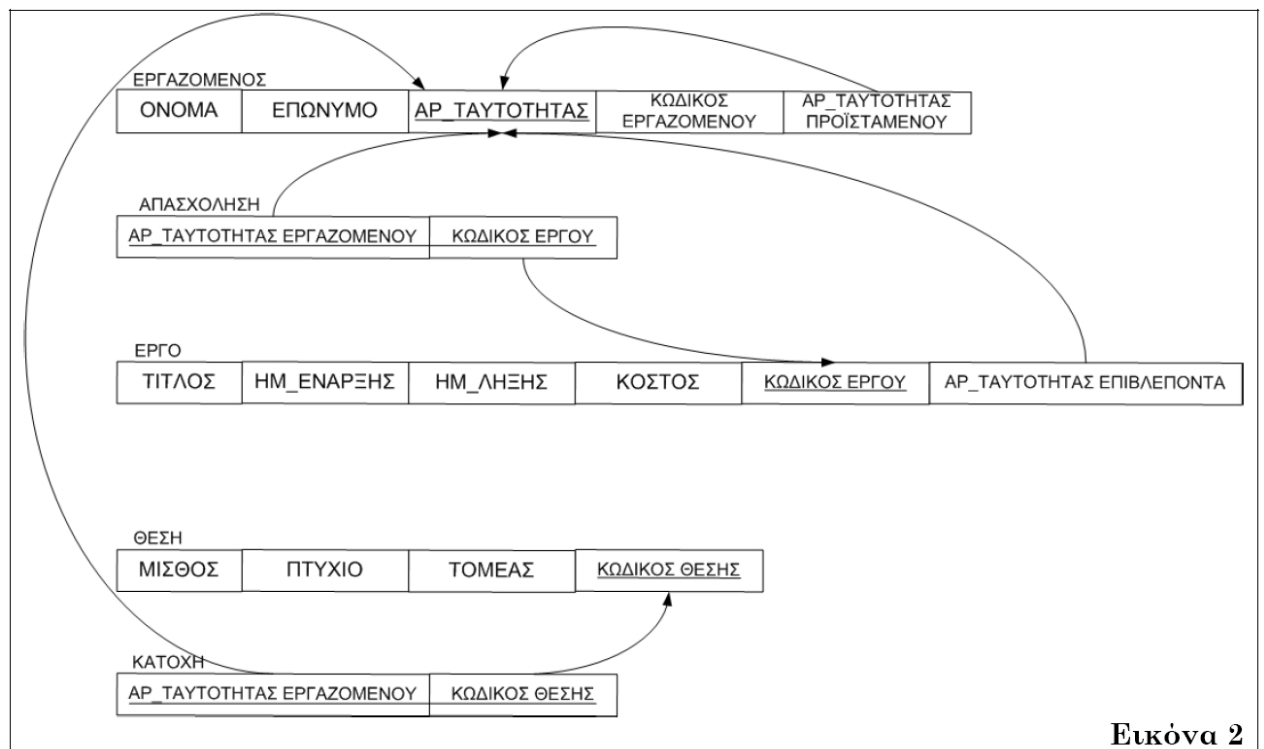 ΕΡΓΑΖΟΜΕΝΟΣ
ΟΝΟΜΑ ΕΠΩΝΥΜΟ ΑΡ_ΤΑΥΤΟΤΗΤΑΣ ΚΩΔΙΚΟΣ ΕΡΓΑΖΟΜΕΝΟΥ ΑΡ_ΤΑΥΤΟΤΗΤΑΣ ΠΡΟΪΣΤΑΜΕΝΟΥ
ΑΠΑΣΧΟΛΗΣΗ
ΑΡ_ΤΑΥΤΟΤΗΤΑΣ ΕΡΓΑΖΟΜΕΝΟΥ ΚΩΔΙΚΟΣ ΕΡΓΟΥ
ΕΡΓΟ
ΤΙΤΛΟΣ ΗΜ_ΕΝΑΡΞΗΣ ΗΜ_ΛΗΞΗΣ ΚΟΣΤΟΣ ΚΩΔΙΚΟΣ ΕΡΓΟΥ ΑΡ_ΤΑΥΤΟΤΗΤΑΣ ΕΠΙΒΛΕΠΟΝΤΑ
ΘΕΣΗ
ΜΙΣΘΟΣ ΠΤΥΧΙΟ ΤΟΜΕΑΣ ΚΩΔΙΚΟΣ ΘΕΣΗΣ
ΚΑΤΟΧΗ
ΑΡ_ΤΑΥΤΟΤΗΤΑΣ ΕΡΓΑΖΟΜΕΝΟΥ ΚΩΔΙΚΟΣ ΘΕΣΗΣ
Εικόνα 2